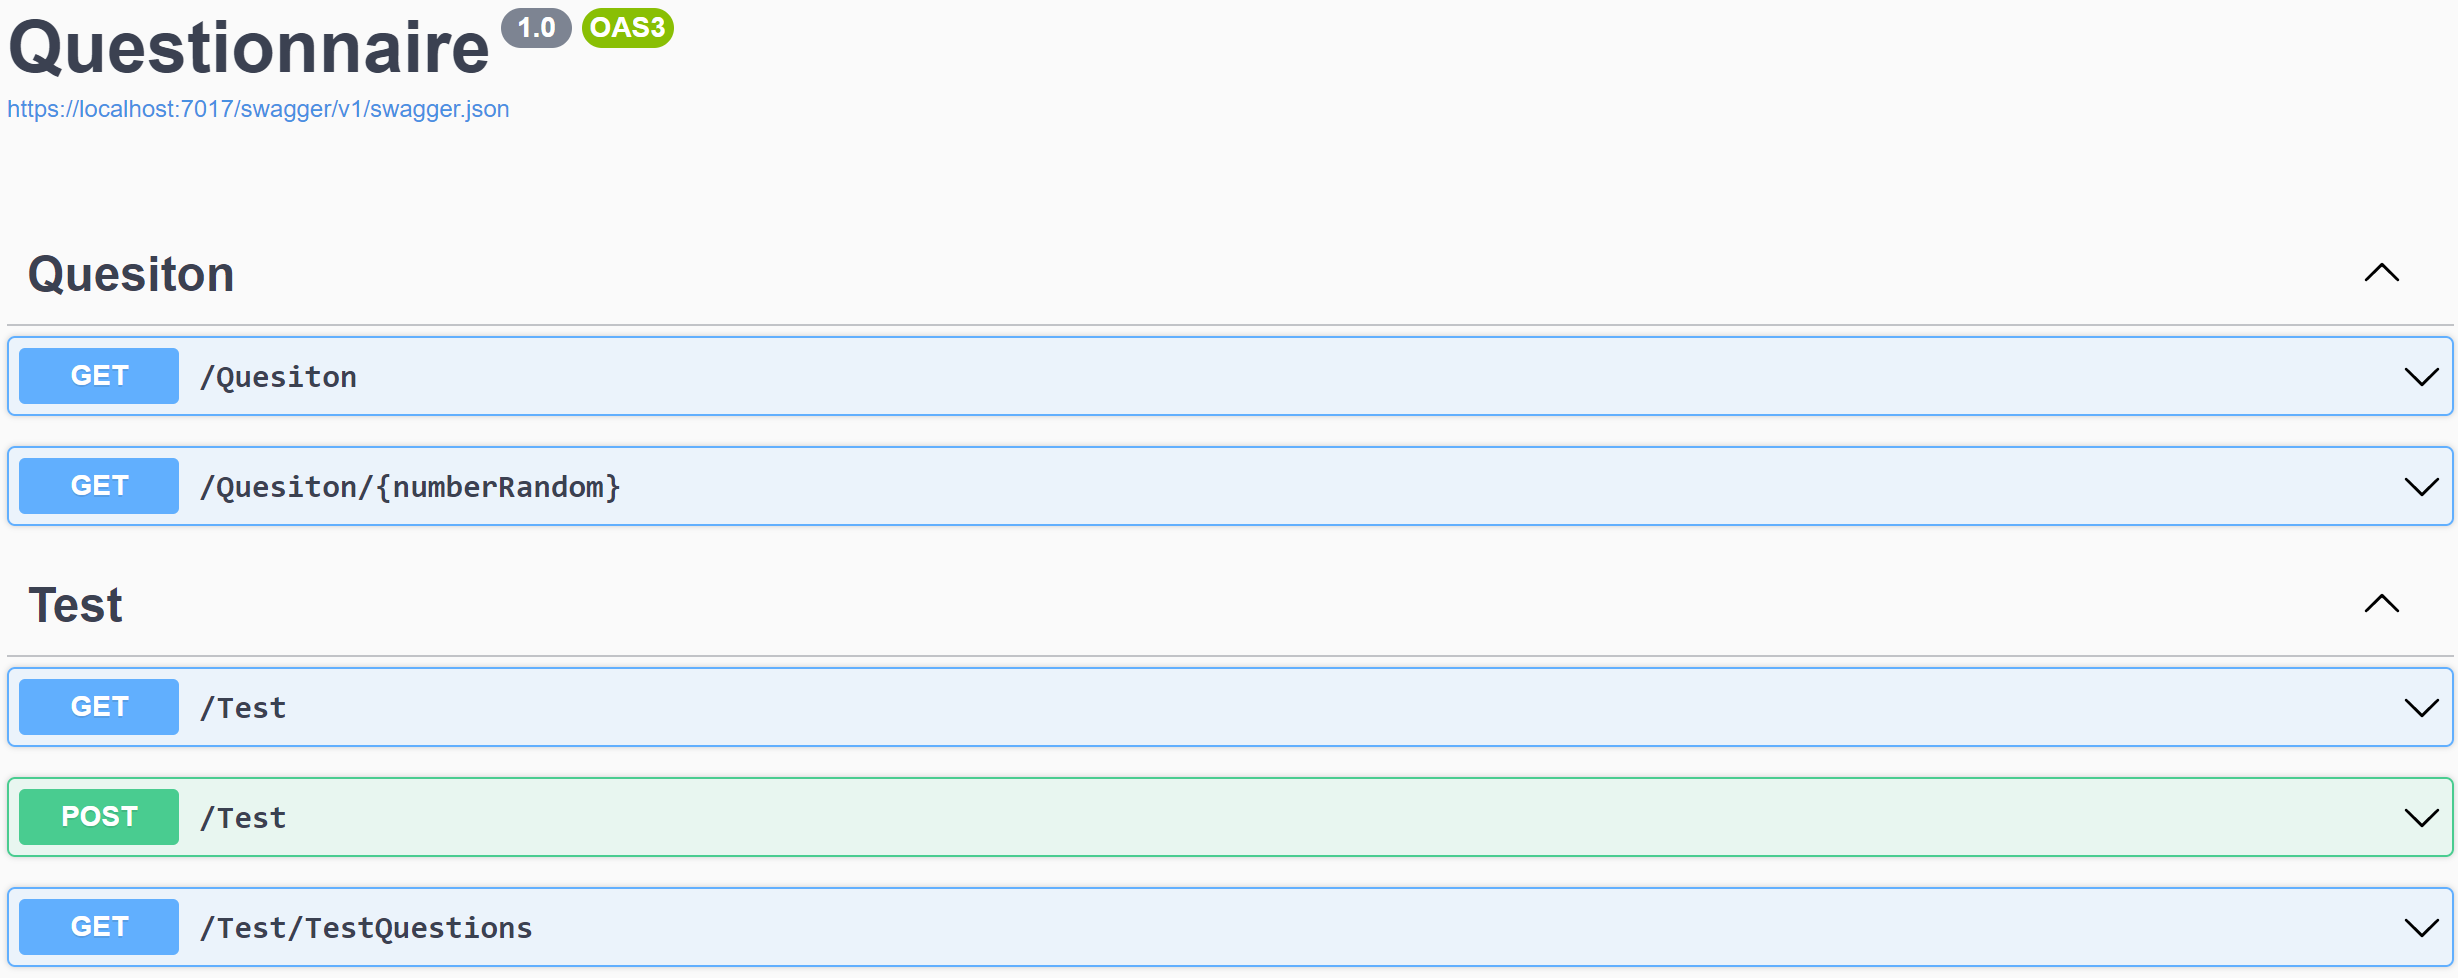 Questionnaire 1.0 OAS3
https://localhost:7017/swagger/v1/swagger.json
Quesiton
GET /Quesiton
GET /Quesiton/{numberRandom}
Test
GET /Test
POST /Test
GET /Test/TestQuestions